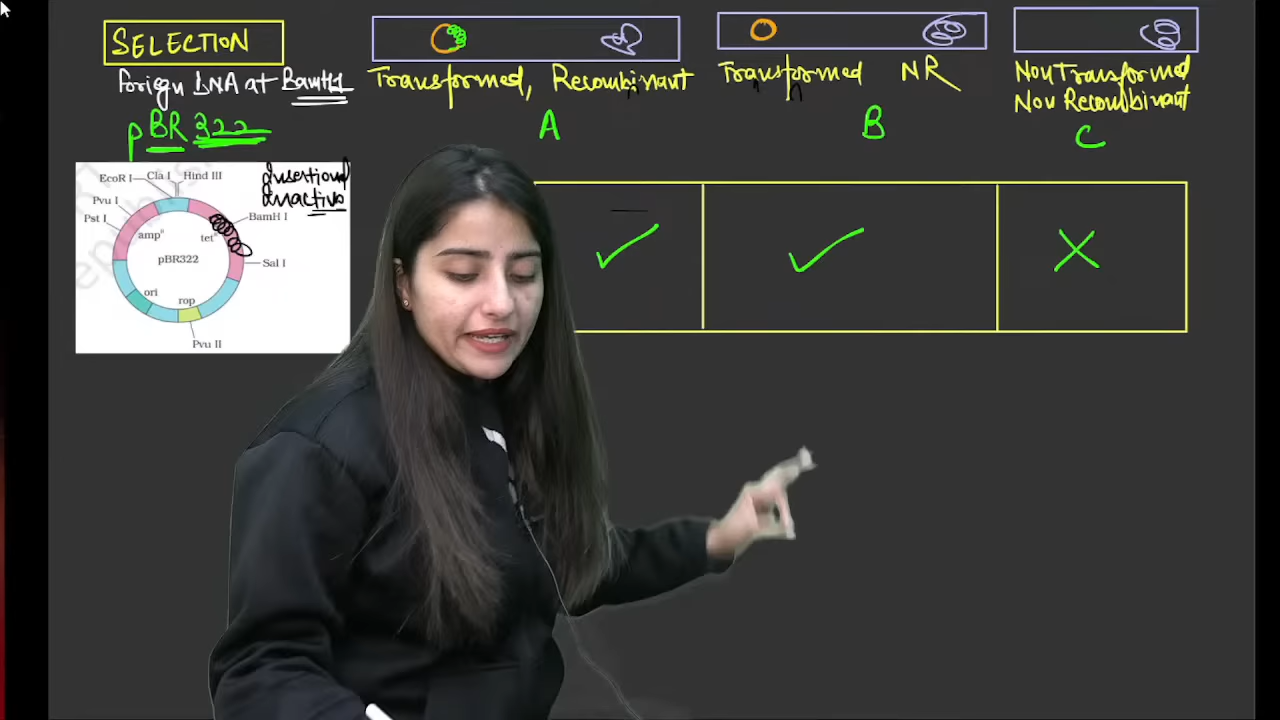 SELECTION
Foreign DNA at BamH1
pBR322
Transformed, Recombinant
A
Transformed NR
B
Non Transformed
Non Recombinant
C
Insertional
Inactive
EcoR I
Cla I
Hind III
Pvu I
Pst I
BamH I
amp^R
tet^R
pBR322
Sal I
ori
rop
Pvu II